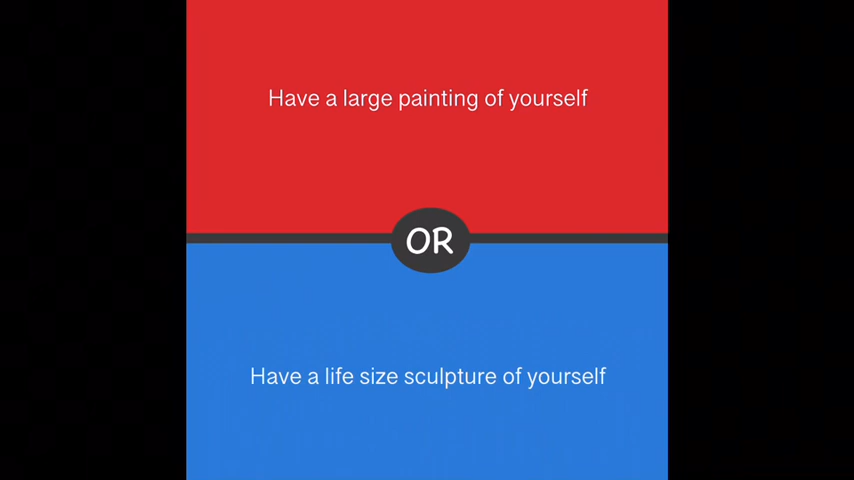 Have a large painting of yourself
OR
Have a life size sculpture of yourself